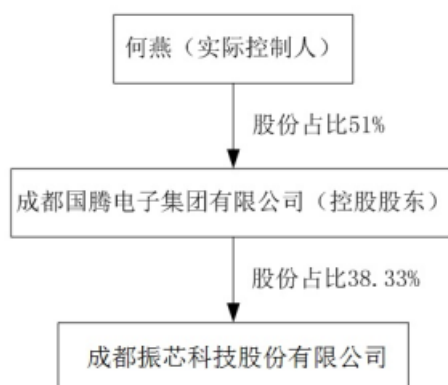 何燕（实际控制人）
股份占比51%
成都国腾电子集团有限公司（控股股东）
股份占比38.33%
成都振芯科技股份有限公司